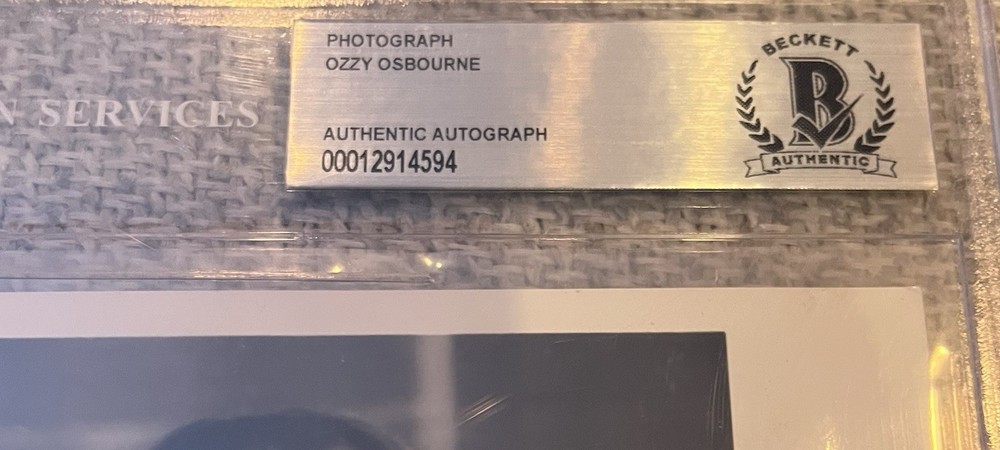 PHOTOGRAPH
OZZY OSBOURNE
N SERVICES
AUTHENTIC AUTOGRAPH
00012914594
BECKETT
B
AUTHENTIC